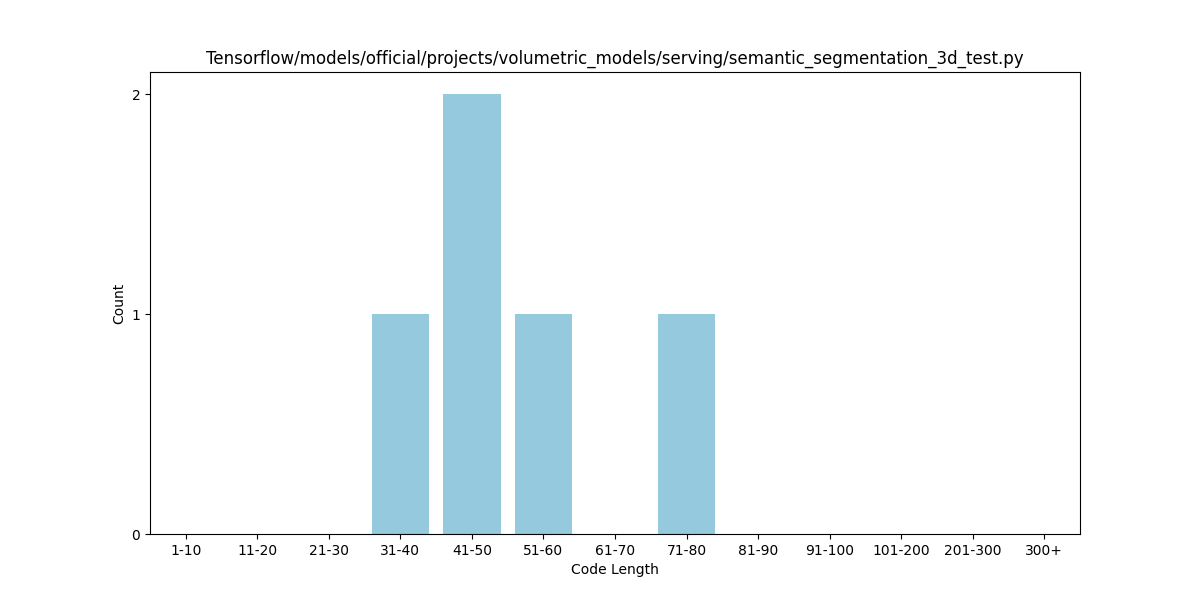 Tensorflow/models/official/projects/volumetric_models/serving/semantic_segmentation_3d_test.py
2
1
0
Count
1-10 11-20 21-30 31-40 41-50 51-60 61-70 71-80 81-90 91-100 101-200 201-300 300+
Code Length